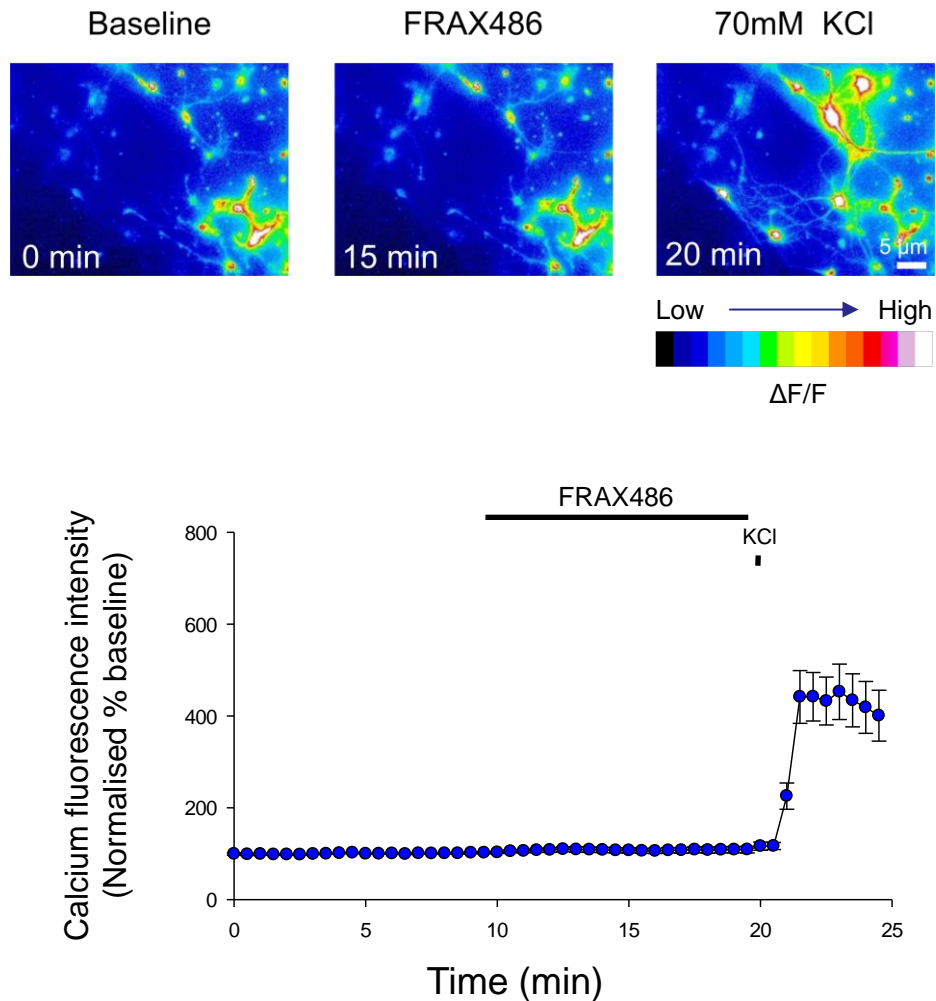 Baseline
FRAX486
70mM KCl
0 min
15 min
20 min
5 µm
Low
High
ΔF/F
Calcium fluorescence intensity
(Normalised % baseline)
FRAX486
KCl
800
600
400
200
0
0
5
10
15
20
25
Time (min)